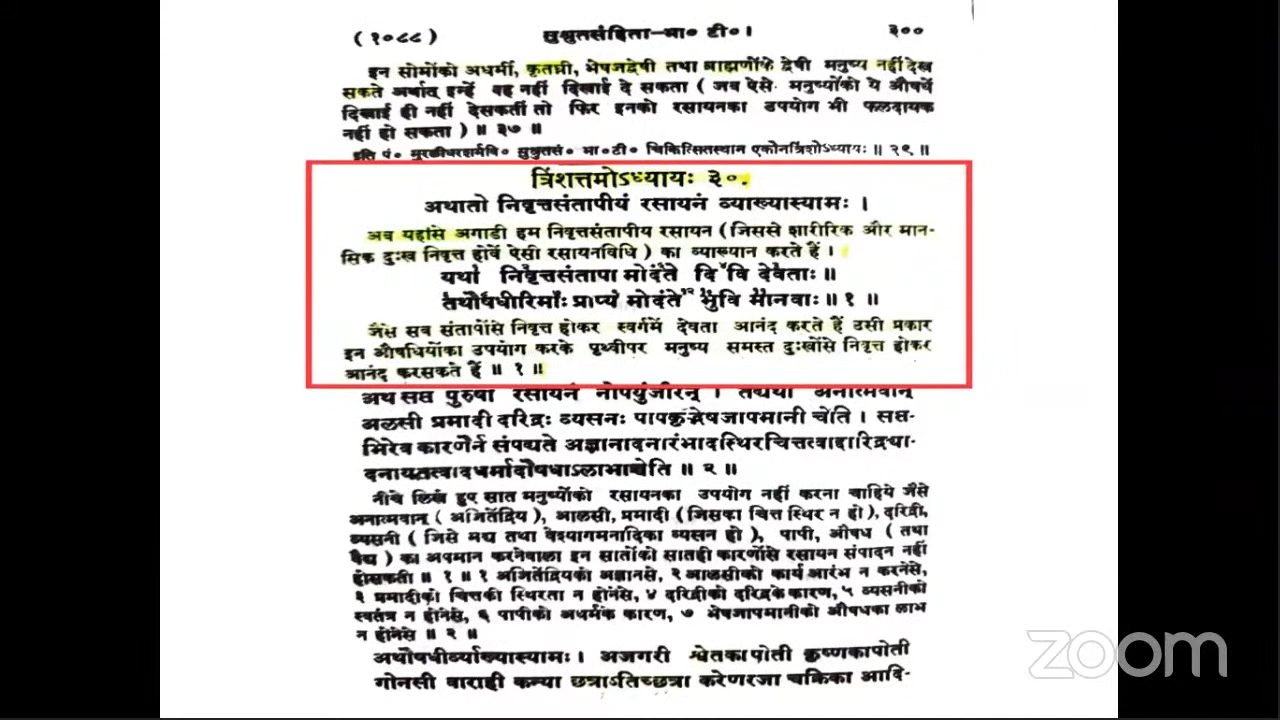 (१०८८) सुश्रुतसंहिता-भा० टी० । ३००
इन सोमोंको अधर्मी, कृतघ्नी, भेषजद्वेषी तथा ब्राह्मणोंके द्वेषी मनुष्य नहीं देख
सकते अर्थात् इन्हें वह नहीं दिखाई दे सकता ( जब ऐसे मनुष्योंको ये औषधें
दिखाई ही नहीं देसकतीं तो फिर इनको रसायनका उपयोग भी फलदायक
नहीं हो सकता ) ॥ ३७ ॥
इति पं० मुरलीधरशर्मवि० सुश्रुतसं० भा०टी० चिकित्सितस्थान एकोनत्रिंशोऽध्यायः ॥ २९ ॥
त्रिंशत्तमोऽध्यायः ३०.
अथातो निवृत्तसंतापीयं रसायनं व्याख्यास्यामः ।
अब यहांसे अगाडी हम निवृत्तसंतापीय रसायन ( जिससे शारीरिक और मान-
सिक दुःख निवृत्त होवें ऐसी रसायनविधि ) का व्याख्यान करते हैं ।
यथा निवृत्तसंतापा मोदंते दिवि देवताः ॥
तथौषधीरिमाः प्राप्य मोदंते भुवि मानवाः ॥ १ ॥
जैसे सब संतापोंसे निवृत्त होकर स्वर्गमें देवता आनंद करते हैं उसी प्रकार
इन औषधियोंका उपयोग करके पृथ्वीपर मनुष्य समस्त दुःखोंसे निवृत्त होकर
आनंद करसकते हैं ॥ १ ॥
अथ सप्त पुरुषा रसायनं नोपयुंजीरन् । तद्यथा अनात्मवान्
अलसी प्रमादी दरिद्रः व्यसनः पापकृद्भेषजापमानी चेति । सप्त-
भिरेव कारणैर्न संपद्यते अज्ञानादनारंभादस्थिरचित्तत्वाद्दारिद्र्या-
दनायतत्वादधर्मादौषधाऽलाभाच्चेति ॥ २ ॥
नीचे लिखे हुए सात मनुष्योंको रसायनका उपयोग नहीं करना चाहिये जैसे
अनात्मवान् ( अजितेंद्रिय ), आलसी, प्रमादी ( जिसका चित्त स्थिर न हो ), दरिद्री,
व्यसनी ( जिसे मद्य तथा वेश्यागमनादिका व्यसन हो ), पापी, औषध ( तथा
वैद्य ) का अपमान करनेवाला इन सातोंको सातही कारणोंसे रसायन संपादन नहीं
होसकती ॥ १ ॥ १ अजितेंद्रियको अज्ञानसे, २ आलसीको कार्य आरंभ न करनेसे,
३ प्रमादीको चित्तकी स्थिरता न होनेसे, ४ दरिद्रीको दरिद्रके कारण, ५ व्यसनीको
स्वतंत्र न होनेसे, ६ पापीको अधर्मके कारण, ७ भेषजापमानीको औषधका लाभ
न होनेसे ॥ २ ॥
अथौषधीर्व्याख्यास्यामः । अजगरी श्वेतकापोती कृष्णकापोती
गोनसी वाराही कन्या छत्राऽतिच्छत्रा करेणरजा चक्रिका आदि-
zoom